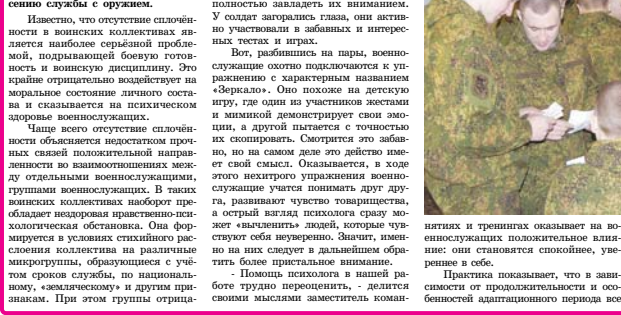 сению службы с оружием.
Известно, что отсутствие сплочён-
ности в воинских коллективах яв-
ляется наиболее серьёзной пробле-
мой, подрывающей боевую готов-
ность и воинскую дисциплину. Это
крайне отрицательно воздействует на
моральное состояние личного соста-
ва и сказывается на психическом
здоровье военнослужащих.
Чаще всего отсутствие сплочён-
ности объясняется недостатком проч-
ных связей положительной направ-
ленности во взаимоотношениях меж-
ду отдельными военнослужащими,
группами военнослужащих. В таких
воинских коллективах наоборот пре-
обладает нездоровая нравственно-пси-
хологическая обстановка. Она фор-
мируется в условиях стихийного рас-
слоения коллектива на различные
микрогруппы, образующиеся с учё-
том сроков службы, по националь-
ному, «земляческому» и другим при-
знакам. При этом группы отрица-
полностью завладеть их вниманием.
У солдат загорались глаза, они актив-
но участвовали в забавных и интерес-
ных тестах и играх.
Вот, разбившись на пары, военно-
служащие охотно подключаются к уп-
ражнению с характерным названием
«Зеркало». Оно похоже на детскую
игру, где один из участников жестами
и мимикой демонстрирует свои эмо-
ции, а другой пытается с точностью
их скопировать. Смотрится это забав-
но, но на самом деле это действо име-
ет свой смысл. Оказывается, в ходе
этого нехитрого упражнения военно-
служащие учатся понимать друг дру-
га, развивают чувство товарищества,
а острый взгляд психолога сразу мо-
жет «вычленить» людей, которые чув-
ствуют себя неуверенно. Значит, имен-
но на них следует в дальнейшем обра-
тить более пристальное внимание.
- Помощь психолога в нашей ра-
боте трудно переоценить, - делится
своими мыслями заместитель коман-
нятиях и тренингах оказывает на во-
еннослужащих положительное влия-
ние: они становятся спокойнее, уве-
реннее в себе.
Практика показывает, что в зави-
симости от продолжительности и осо-
бенностей адаптационного периода все